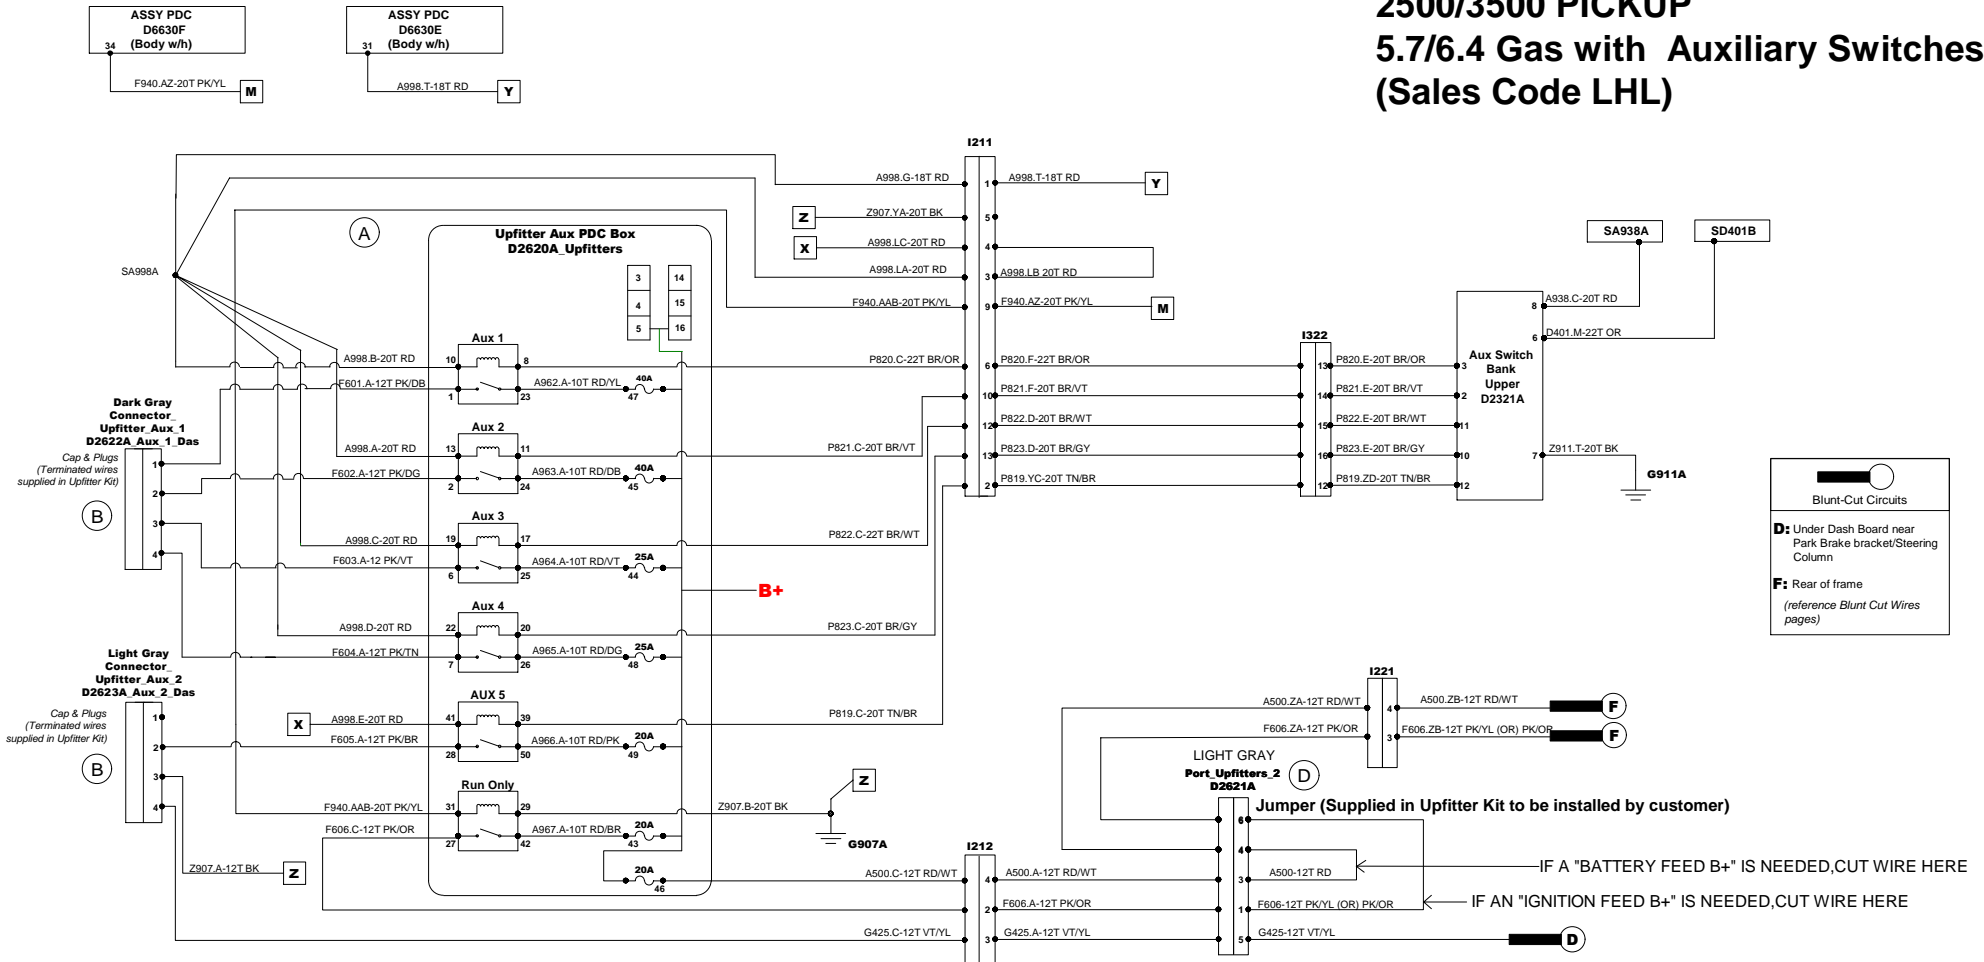 2500/3500 PICKUP
5.7/6.4 Gas with Auxiliary Switches
(Sales Code LHL)
ASSY PDC
D6630F
(Body w/h)
34
F940.AZ-20T PK/YL
M
ASSY PDC
D6630E
(Body w/h)
31
A998.T-18T RD
Y
I211
A998.G-18T RD
1
A998.T-18T RD
Y
Z
Z907.YA-20T BK
5
X
A998.LC-20T RD
4
A998.LA-20T RD
3
A998.LB 20T RD
F940.AAB-20T PK/YL
9
F940.AZ-20T PK/YL
M
P820.C-22T BR/OR
6
P820.F-22T BR/OR
10
P821.F-20T BR/VT
12
P822.D-20T BR/WT
13
P823.D-20T BR/GY
2
P819.YC-20T TN/BR
P821.C-20T BR/VT
P822.C-22T BR/WT
P823.C-20T BR/GY
P819.C-20T TN/BR
I322
13
P820.E-20T BR/OR
3
14
P821.E-20T BR/VT
2
15
P822.E-20T BR/WT
11
16
P823.E-20T BR/GY
10
12
P819.ZD-20T TN/BR
12
Aux Switch
Bank
Upper
D2321A
SA938A
SD401B
8
A938.C-20T RD
6
D401.M-22T OR
7
Z911.T-20T BK
G911A
Blunt-Cut Circuits
D: Under Dash Board near
Park Brake bracket/Steering
Column
F: Rear of frame
(reference Blunt Cut Wires
pages)
SA998A
A
Upfitter Aux PDC Box
D2620A_Upfitters
3
14
4
15
5
16
Aux 1
A998.B-20T RD
10
8
F601.A-12T PK/DB
1
23
A962.A-10T RD/YL
40A
47
Aux 2
A998.A-20T RD
13
11
F602.A-12T PK/DG
2
24
A963.A-10T RD/DB
40A
45
Aux 3
A998.C-20T RD
19
17
F603.A-12 PK/VT
6
25
A964.A-10T RD/VT
25A
44
B+
Aux 4
A998.D-20T RD
22
20
F604.A-12T PK/TN
7
26
A965.A-10T RD/DG
25A
48
AUX 5
X
A998.E-20T RD
41
39
F605.A-12T PK/BR
28
50
A966.A-10T RD/PK
20A
49
Run Only
F940.AAB-20T PK/YL
31
29
F606.C-12T PK/OR
27
42
A967.A-10T RD/BR
20A
43
20A
46
Z907.B-20T BK
Z
G907A
Dark Gray
Connector_
Upfitter_Aux_1
D2622A_Aux_1_Das
Cap & Plugs
(Terminated wires
supplied in Upfitter Kit)
B
1
2
3
4
Light Gray
Connector_
Upfitter_Aux_2
D2623A_Aux_2_Das
Cap & Plugs
(Terminated wires
supplied in Upfitter Kit)
B
1
2
3
4
Z907.A-12T BK
Z
I212
A500.C-12T RD/WT
4
A500.A-12T RD/WT
2
F606.A-12T PK/OR
G425.C-12T VT/YL
3
G425.A-12T VT/YL
I221
A500.ZA-12T RD/WT
4
A500.ZB-12T RD/WT
F
F606.ZA-12T PK/OR
3
F606.ZB-12T PK/YL (OR) PK/OR
F
LIGHT GRAY
Port_Upfitters_2
D2621A
D
Jumper (Supplied in Upfitter Kit to be installed by customer)
6
4
3
A500-12T RD
1
F606-12T PK/YL (OR) PK/OR
5
G425-12T VT/YL
D
IF A "BATTERY FEED B+" IS NEEDED,CUT WIRE HERE
IF AN "IGNITION FEED B+" IS NEEDED,CUT WIRE HERE